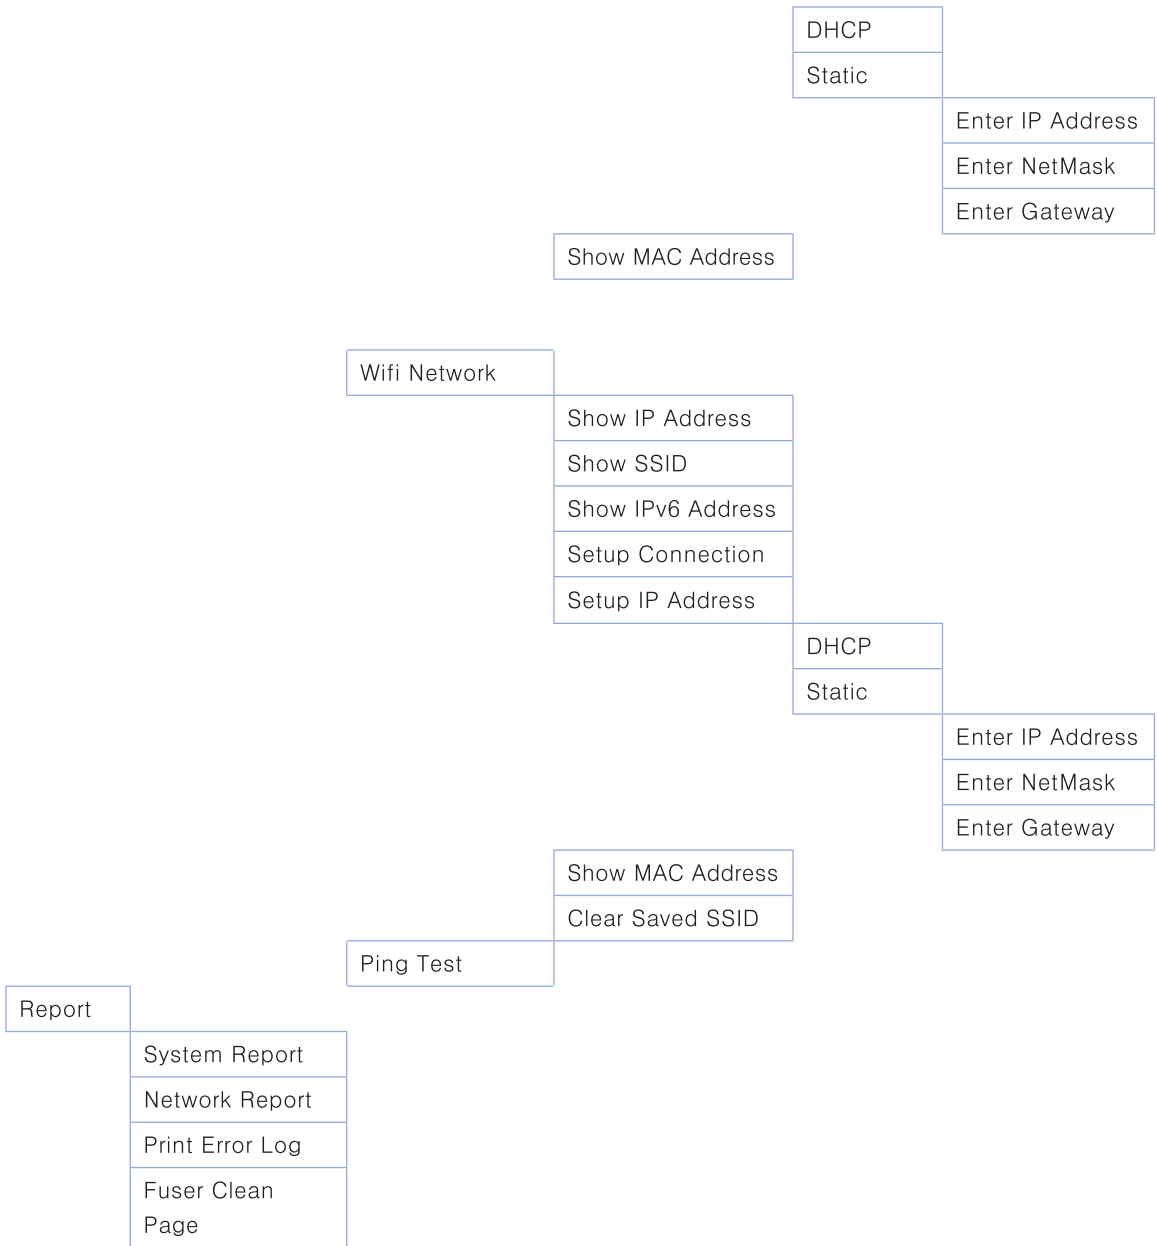 DHCP
Static
Enter IP Address
Enter NetMask
Enter Gateway
Show MAC Address
Wifi Network
Show IP Address
Show SSID
Show IPv6 Address
Setup Connection
Setup IP Address
DHCP
Static
Enter IP Address
Enter NetMask
Enter Gateway
Show MAC Address
Clear Saved SSID
Ping Test
Report
System Report
Network Report
Print Error Log
Fuser Clean
Page